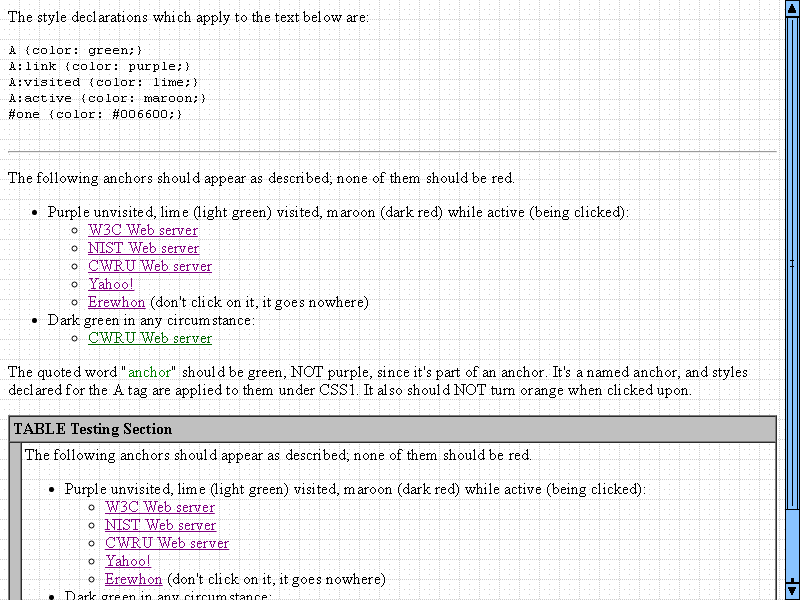 The style declarations which apply to the text below are:
A {color: green;}
A:link {color: purple;}
A:visited {color: lime;}
A:active {color: maroon;}
#one {color: #006600;}
The following anchors should appear as described; none of them should be red.
Purple unvisited, lime (light green) visited, maroon (dark red) while active (being clicked):
W3C Web server
NIST Web server
CWRU Web server
Yahoo!
Erewhon (don't click on it, it goes nowhere)
Dark green in any circumstance:
CWRU Web server
The quoted word "anchor" should be green, NOT purple, since it's part of an anchor. It's a named anchor, and styles
declared for the A tag are applied to them under CSS1. It also should NOT turn orange when clicked upon.
TABLE Testing Section
The following anchors should appear as described; none of them should be red.
Purple unvisited, lime (light green) visited, maroon (dark red) while active (being clicked):
W3C Web server
NIST Web server
CWRU Web server
Yahoo!
Erewhon (don't click on it, it goes nowhere)
Dark green in any circumstance: